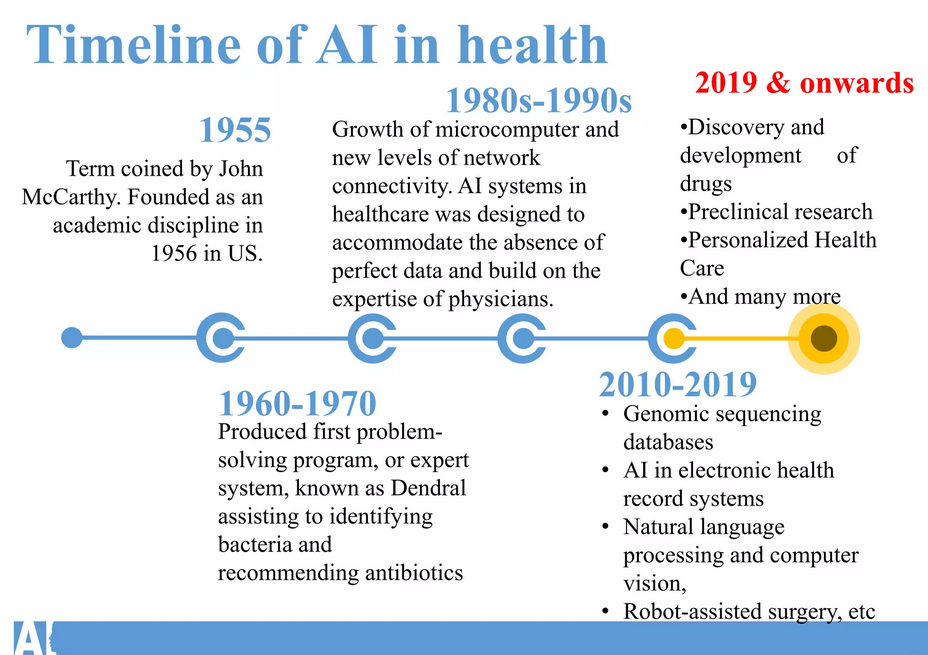 Timeline of AI in health
1955
Term coined by John
McCarthy. Founded as an
academic discipline in
1956 in US.
1960-1970
Produced first problem-
solving program, or expert
system, known as Dendral
assisting to identifying
bacteria and
recommending antibiotics
1980s-1990s
Growth of microcomputer and
new levels of network
connectivity. AI systems in
healthcare was designed to
accommodate the absence of
perfect data and build on the
expertise of physicians.
2010-2019
• Genomic sequencing
databases
• AI in electronic health
record systems
• Natural language
processing and computer
vision,
• Robot-assisted surgery, etc
2019 & onwards
•Discovery and
development of
drugs
•Preclinical research
•Personalized Health
Care
•And many more
AI